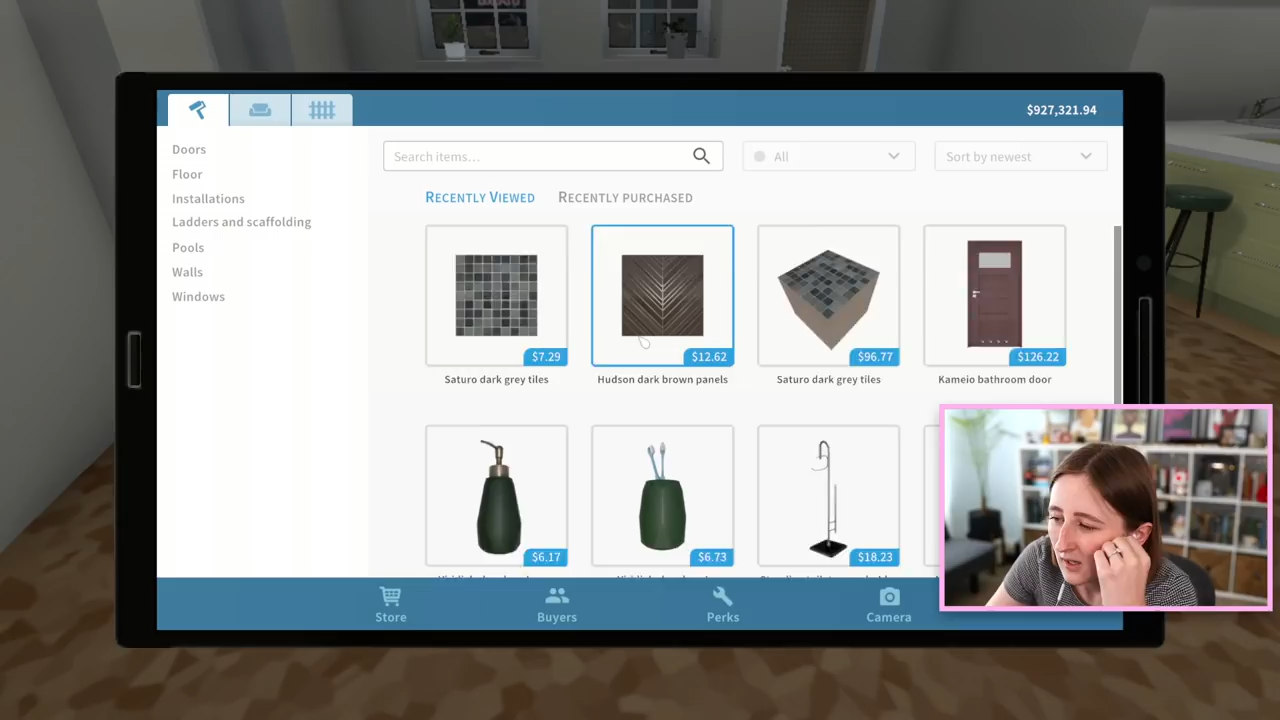 $927,321.94
Doors
Floor
Installations
Ladders and scaffolding
Pools
Walls
Windows
Search items...
All
Sort by newest
RECENTLY VIEWED
RECENTLY PURCHASED
$7.29
$12.62
$96.77
$126.22
Saturo dark grey tiles
Hudson dark brown panels
Saturo dark grey tiles
Kameio bathroom door
$6.17
$6.73
$18.23
Store
Buyers
Perks
Camera